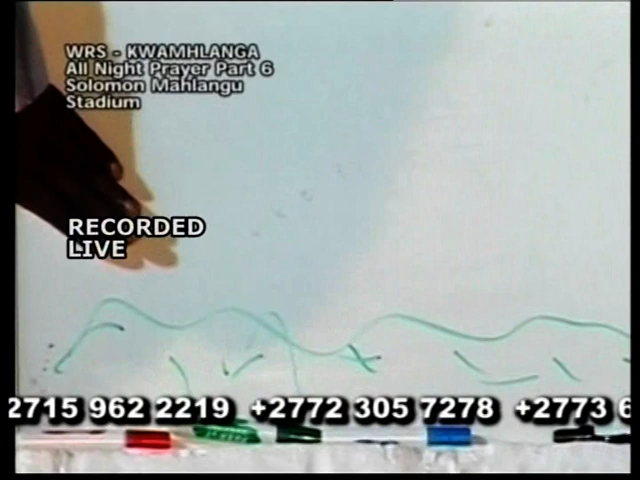 WRS - KWAMHLANGA
All Night Prayer Part 6
Solomon Mahlangu
Stadium
RECORDED
LIVE
2715 962 2219 +2772 305 7278 +2773 6